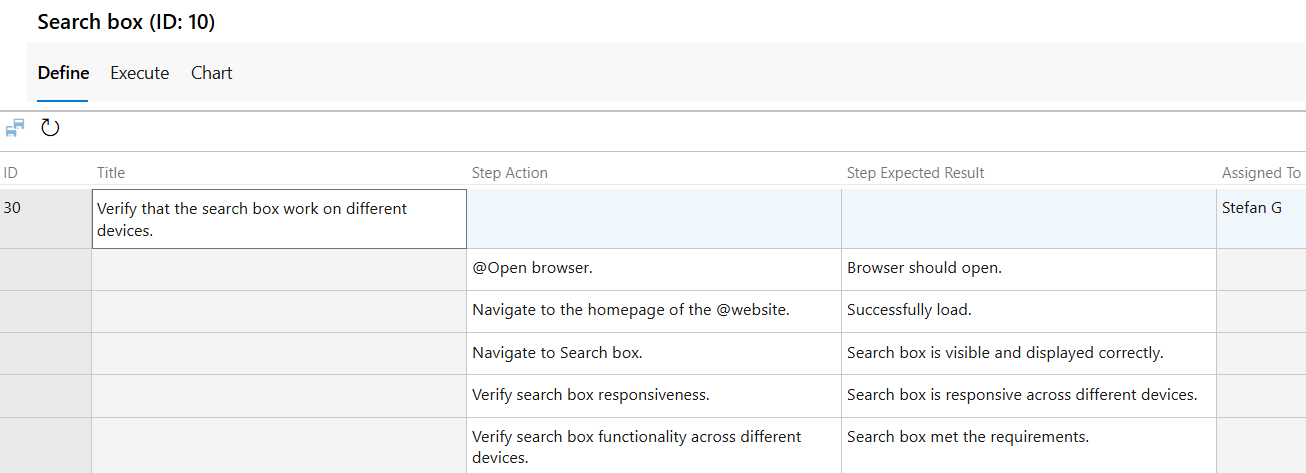 Search box (ID: 10)
Define Execute Chart
ID Title Step Action Step Expected Result Assigned To
30 Verify that the search box work on different Stefan G
devices.
@Open browser. Browser should open.
Navigate to the homepage of the @website. Successfully load.
Navigate to Search box. Search box is visible and displayed correctly.
Verify search box responsiveness. Search box is responsive across different devices.
Verify search box functionality across different Search box met the requirements.
devices.